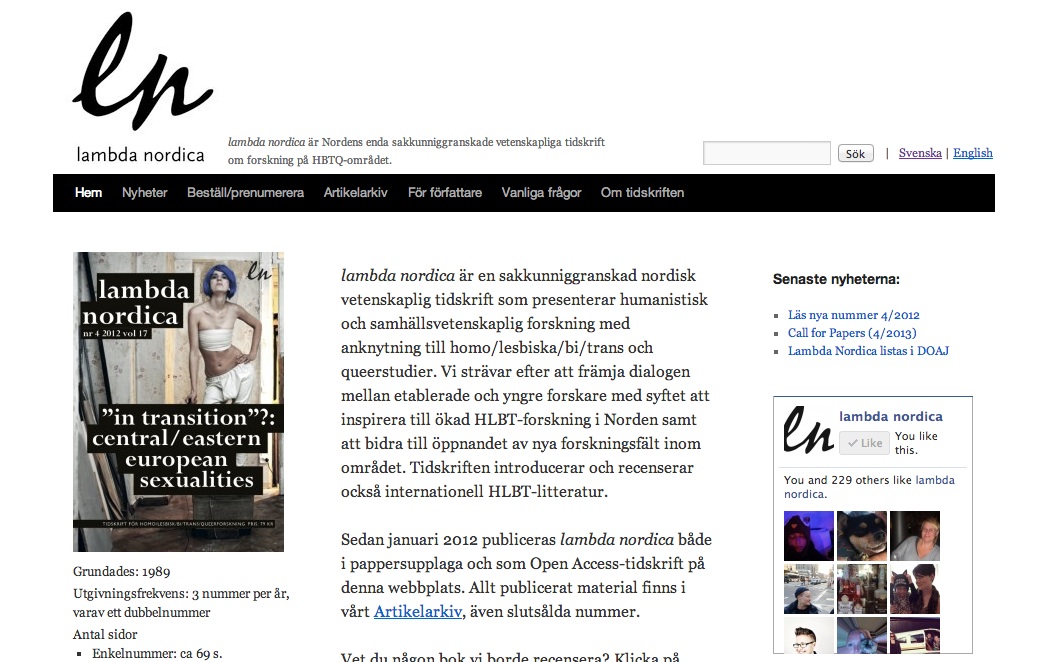 ln
lambda nordica
lambda nordica är Nordens enda sakkunniggranskade vetenskapliga tidskrift
om forskning på HBTQ-området.
Sök | Svenska | English
Hem Nyheter Beställ/prenumerera Artikelarkiv För författare Vanliga frågor Om tidskriften
ln
lambda
nordica
nr 4 2012 vol 17
”in transition”?:
central/eastern
european
sexualities
TIDSKRIFT FÖR HOMO/LESBISK/BI/TRANS/QUEERFORSKNING PRIS. 79 KR
Grundades: 1989
Utgivningsfrekvens: 3 nummer per år,
varav ett dubbelnummer
Antal sidor
Enkelnummer: ca 69 s.
lambda nordica är en sakkunniggranskad nordisk
vetenskaplig tidskrift som presenterar humanistisk
och samhällsvetenskaplig forskning med
anknytning till homo/lesbiska/bi/trans och
queerstudier. Vi strävar efter att främja dialogen
mellan etablerade och yngre forskare med syftet att
inspirera till ökad HLBT-forskning i Norden samt
att bidra till öppnandet av nya forskningsfält inom
området. Tidskriften introducerar och recenserar
också internationell HLBT-litteratur.
Sedan januari 2012 publiceras lambda nordica både
i pappersupplaga och som Open Access-tidskrift på
denna webbplats. Allt publicerat material finns i
vårt Artikelarkiv, även slutsålda nummer.
Vet du någon bok vi borde recensera? Klicka på
Senaste nyheterna:
Läs nya nummer 4/2012
Call for Papers (4/2013)
Lambda Nordica listas i DOAJ
ln
lambda nordica
Like You like
this.
You and 229 others like lambda
nordica.